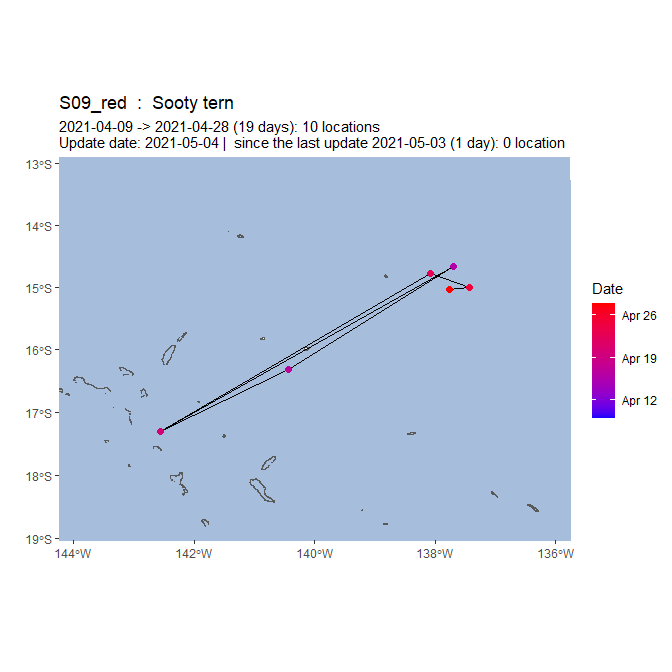 S09_red  :  Sooty tern
2021-04-09 -> 2021-04-28 (19 days): 10 locations
Update date: 2021-05-04 |  since the last update 2021-05-03 (1 day): 0 location
13°S
14°S
15°S
16°S
17°S
18°S
19°S
144°W
142°W
140°W
138°W
136°W
Date
Apr 26
Apr 19
Apr 12